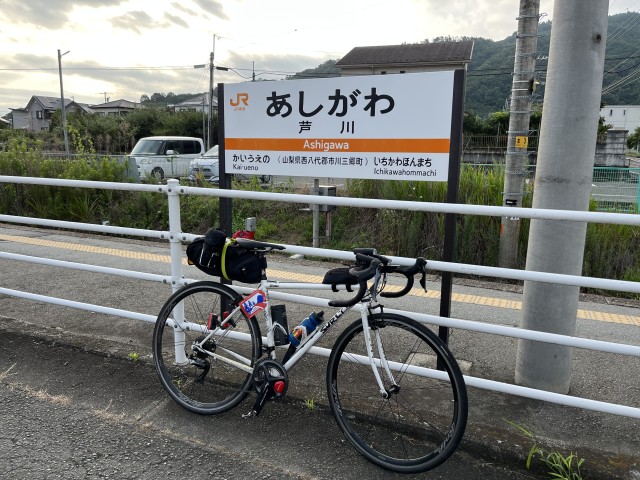 JR
あしがわ
芦川
Ashigawa
かいうえの (山梨県西八代郡市川三郷町) いちかわほんまち
Kaiueno Ichikawahommachi